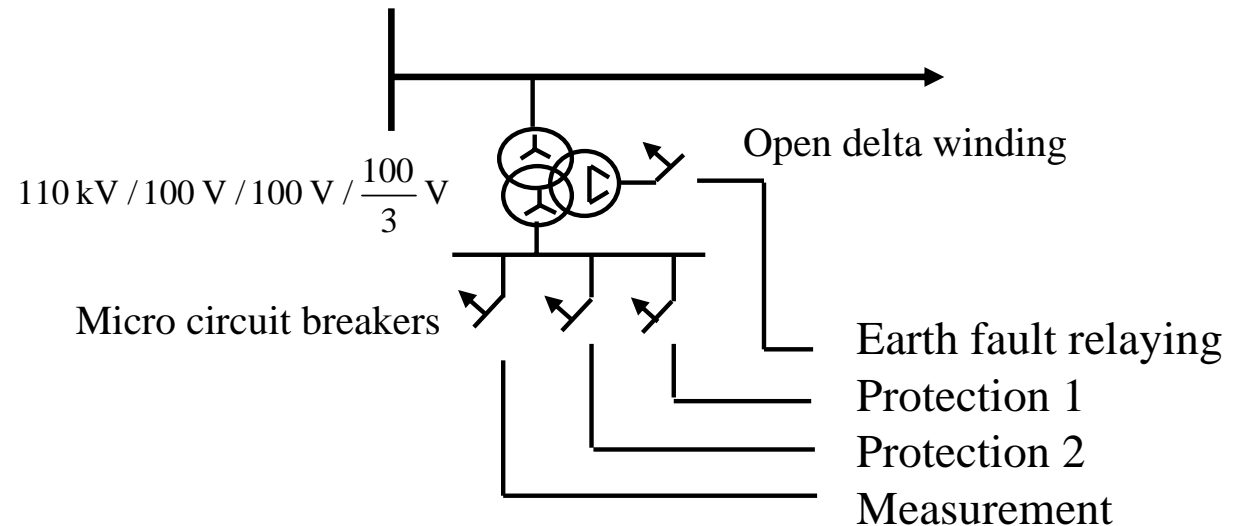 Open delta winding
110 kV / 100 V / 100 V / 100/3 V
Micro circuit breakers
Earth fault relaying
Protection 1
Protection 2
Measurement